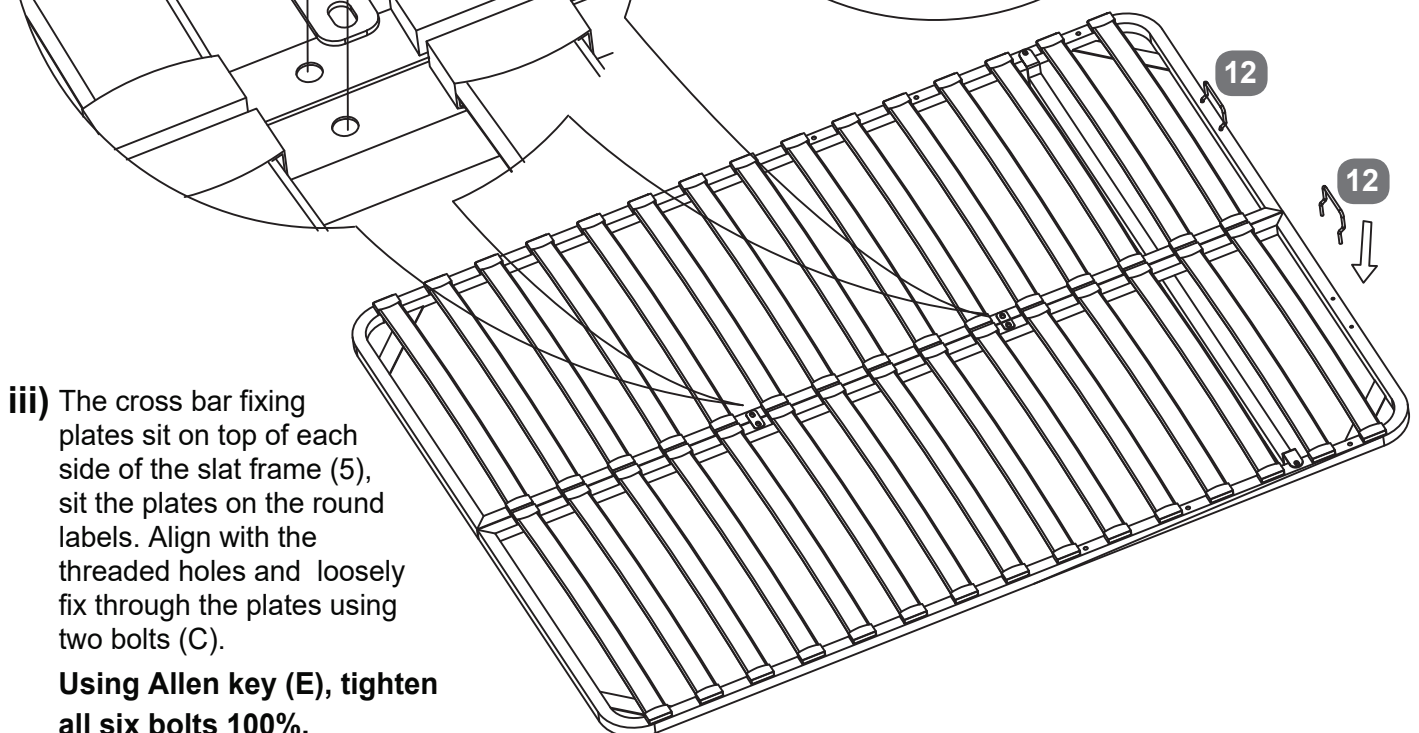 12
12
iii) The cross bar fixing
plates sit on top of each
side of the slat frame (5),
sit the plates on the round
labels. Align with the
threaded holes and  loosely
fix through the plates using
two bolts (C).
Using Allen key (E), tighten
all six bolts 100%.